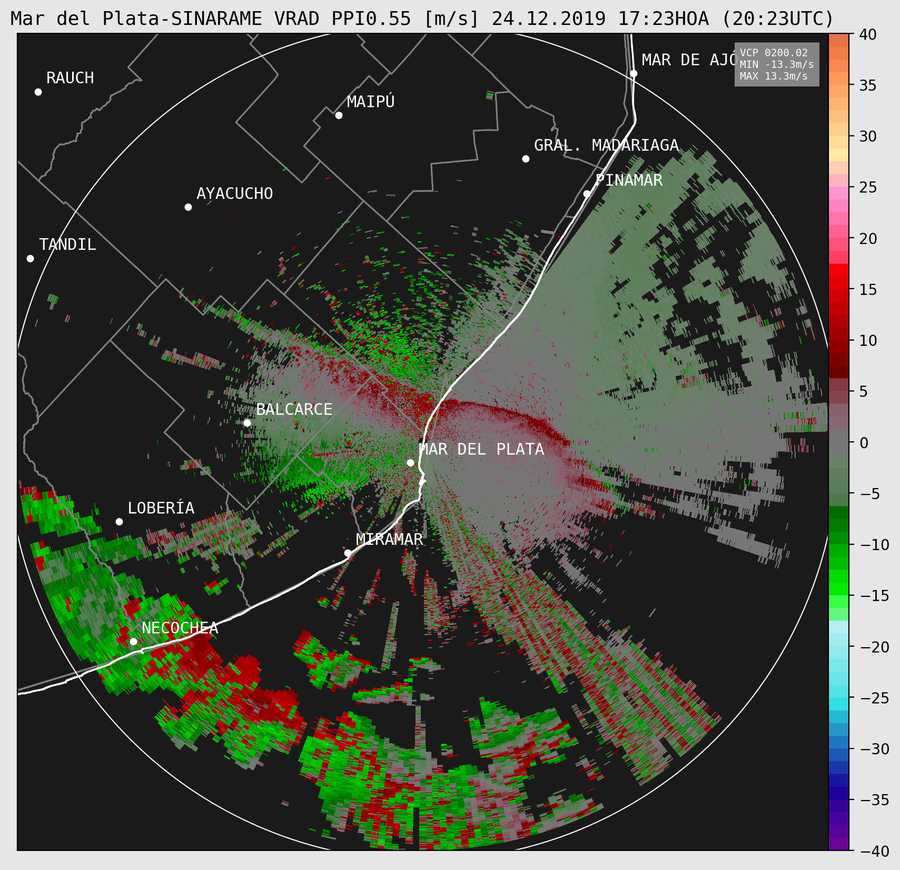 Mar del Plata-SINARAME VRAD PPI0.55 [m/s] 24.12.2019 17:23HOA (20:23UTC)
MAR DE AJÓ
VCP 0200.02
MIN -13.3m/s
MAX 13.3m/s
RAUCH
MAIPÚ
GRAL. MADARIAGA
PINAMAR
AYACUCHO
TANDIL
BALCARCE
MAR DEL PLATA
LOBERÍA
MIRAMAR
NECOCHEA
40
35
30
25
20
15
10
5
0
−5
−10
−15
−20
−25
−30
−35
−40